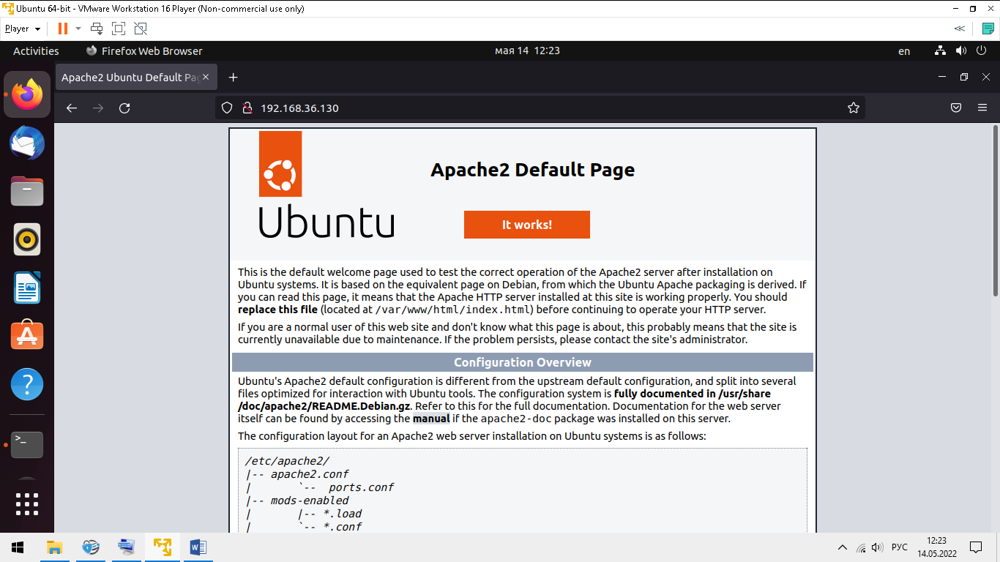 Ubuntu 64-bit - VMware Workstation 16 Player (Non-commercial use only)
Player
Activities Firefox Web Browser мая 14 12:23 en
Apache2 Ubuntu Default Pag
192.168.36.130
Apache2 Default Page
Ubuntu
It works!
This is the default welcome page used to test the correct operation of the Apache2 server after installation on
Ubuntu systems. It is based on the equivalent page on Debian, from which the Ubuntu Apache packaging is derived. If
you can read this page, it means that the Apache HTTP server installed at this site is working properly. You should
replace this file (located at /var/www/html/index.html) before continuing to operate your HTTP server.
If you are a normal user of this web site and don't know what this page is about, this probably means that the site is
currently unavailable due to maintenance. If the problem persists, please contact the site's administrator.
Configuration Overview
Ubuntu's Apache2 default configuration is different from the upstream default configuration, and split into several
files optimized for interaction with Ubuntu tools. The configuration system is fully documented in /usr/share
/doc/apache2/README.Debian.gz. Refer to this for the full documentation. Documentation for the web server
itself can be found by accessing the manual if the apache2-doc package was installed on this server.
The configuration layout for an Apache2 web server installation on Ubuntu systems is as follows:
/etc/apache2/
|-- apache2.conf
|       `--  ports.conf
|-- mods-enabled
|       |-- *.load
|       `-- *.conf
РУС 12:23
14.05.2022